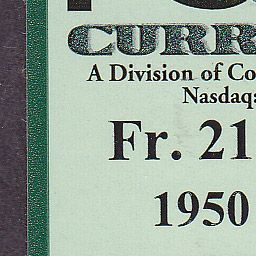 CURR
A Division of Co
Nasdaq
Fr. 21
1950